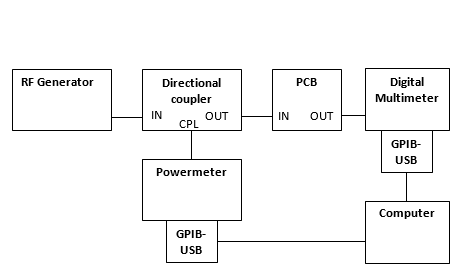 RF Generator
Directional
coupler
IN
OUT
CPL
PCB
IN
OUT
Digital
Multimeter
GPIB-
USB
Powermeter
GPIB-
USB
Computer